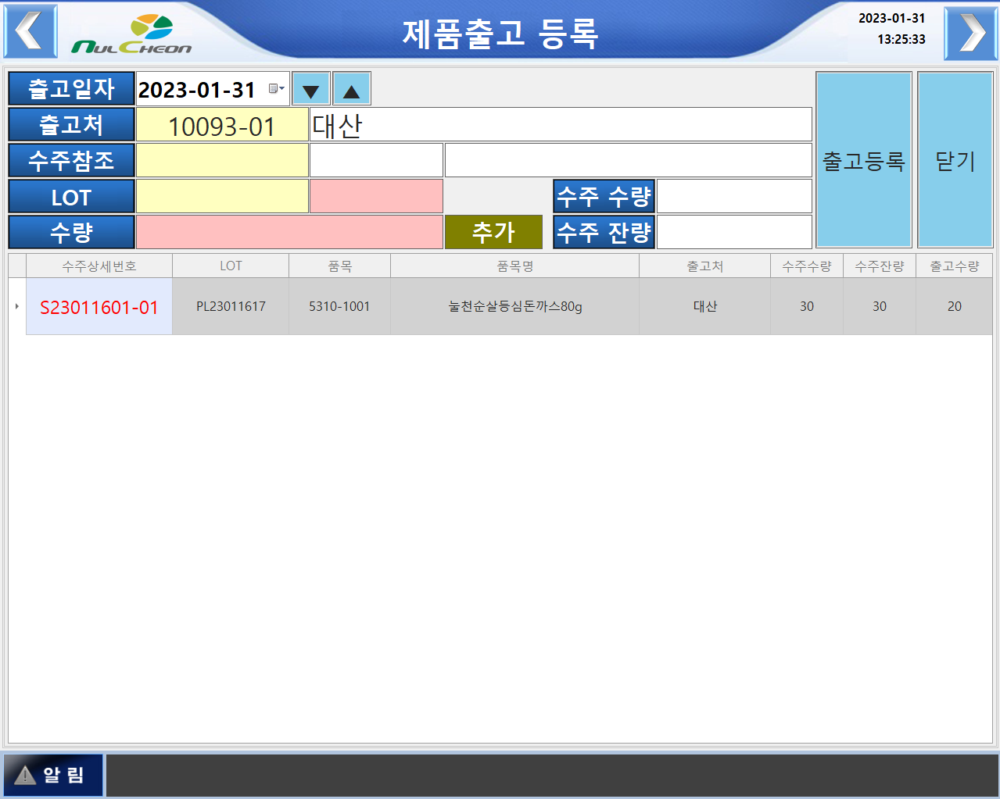 NULCHEON
제품출고 등록
2023-01-31
13:25:33
출고일자 2023-01-31 ▼ ▲
출고처 10093-01 대산
수주참조
LOT 수주 수량
수량 추가 수주 잔량
출고등록 닫기
수주상세번호 LOT 품목 품목명 출고처 수주수량 수주잔량 출고수량
S23011601-01 PL23011617 5310-1001 눌천순살등심돈까스80g 대산 30 30 20
알 림